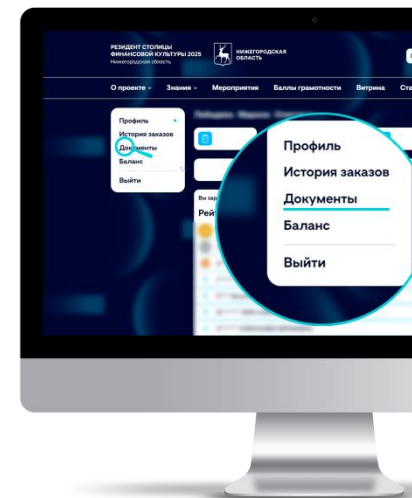 РЕЗИДЕНТ СТОЛИЦЫ
ФИНАНСОВОЙ КУЛЬТУРЫ 2025
Нижегородская область
НИЖЕГОРОДСКАЯ
ОБЛАСТЬ
О проекте
Знания
Мероприятия
Баллы грамотности
Витрина
Профиль
История заказов
Документы
Баланс
Выйти
Профиль
История заказов
Документы
Баланс
Выйти